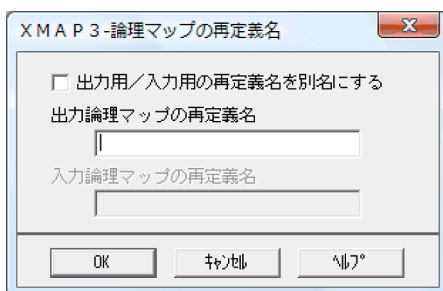 ＸＭＡＰ３-論理マップの再定義名
出力用／入力用の再定義名を別名にする
出力論理マップの再定義名
入力論理マップの再定義名
OK ｷｬﾝｾﾙ ﾍﾙﾌﾟ